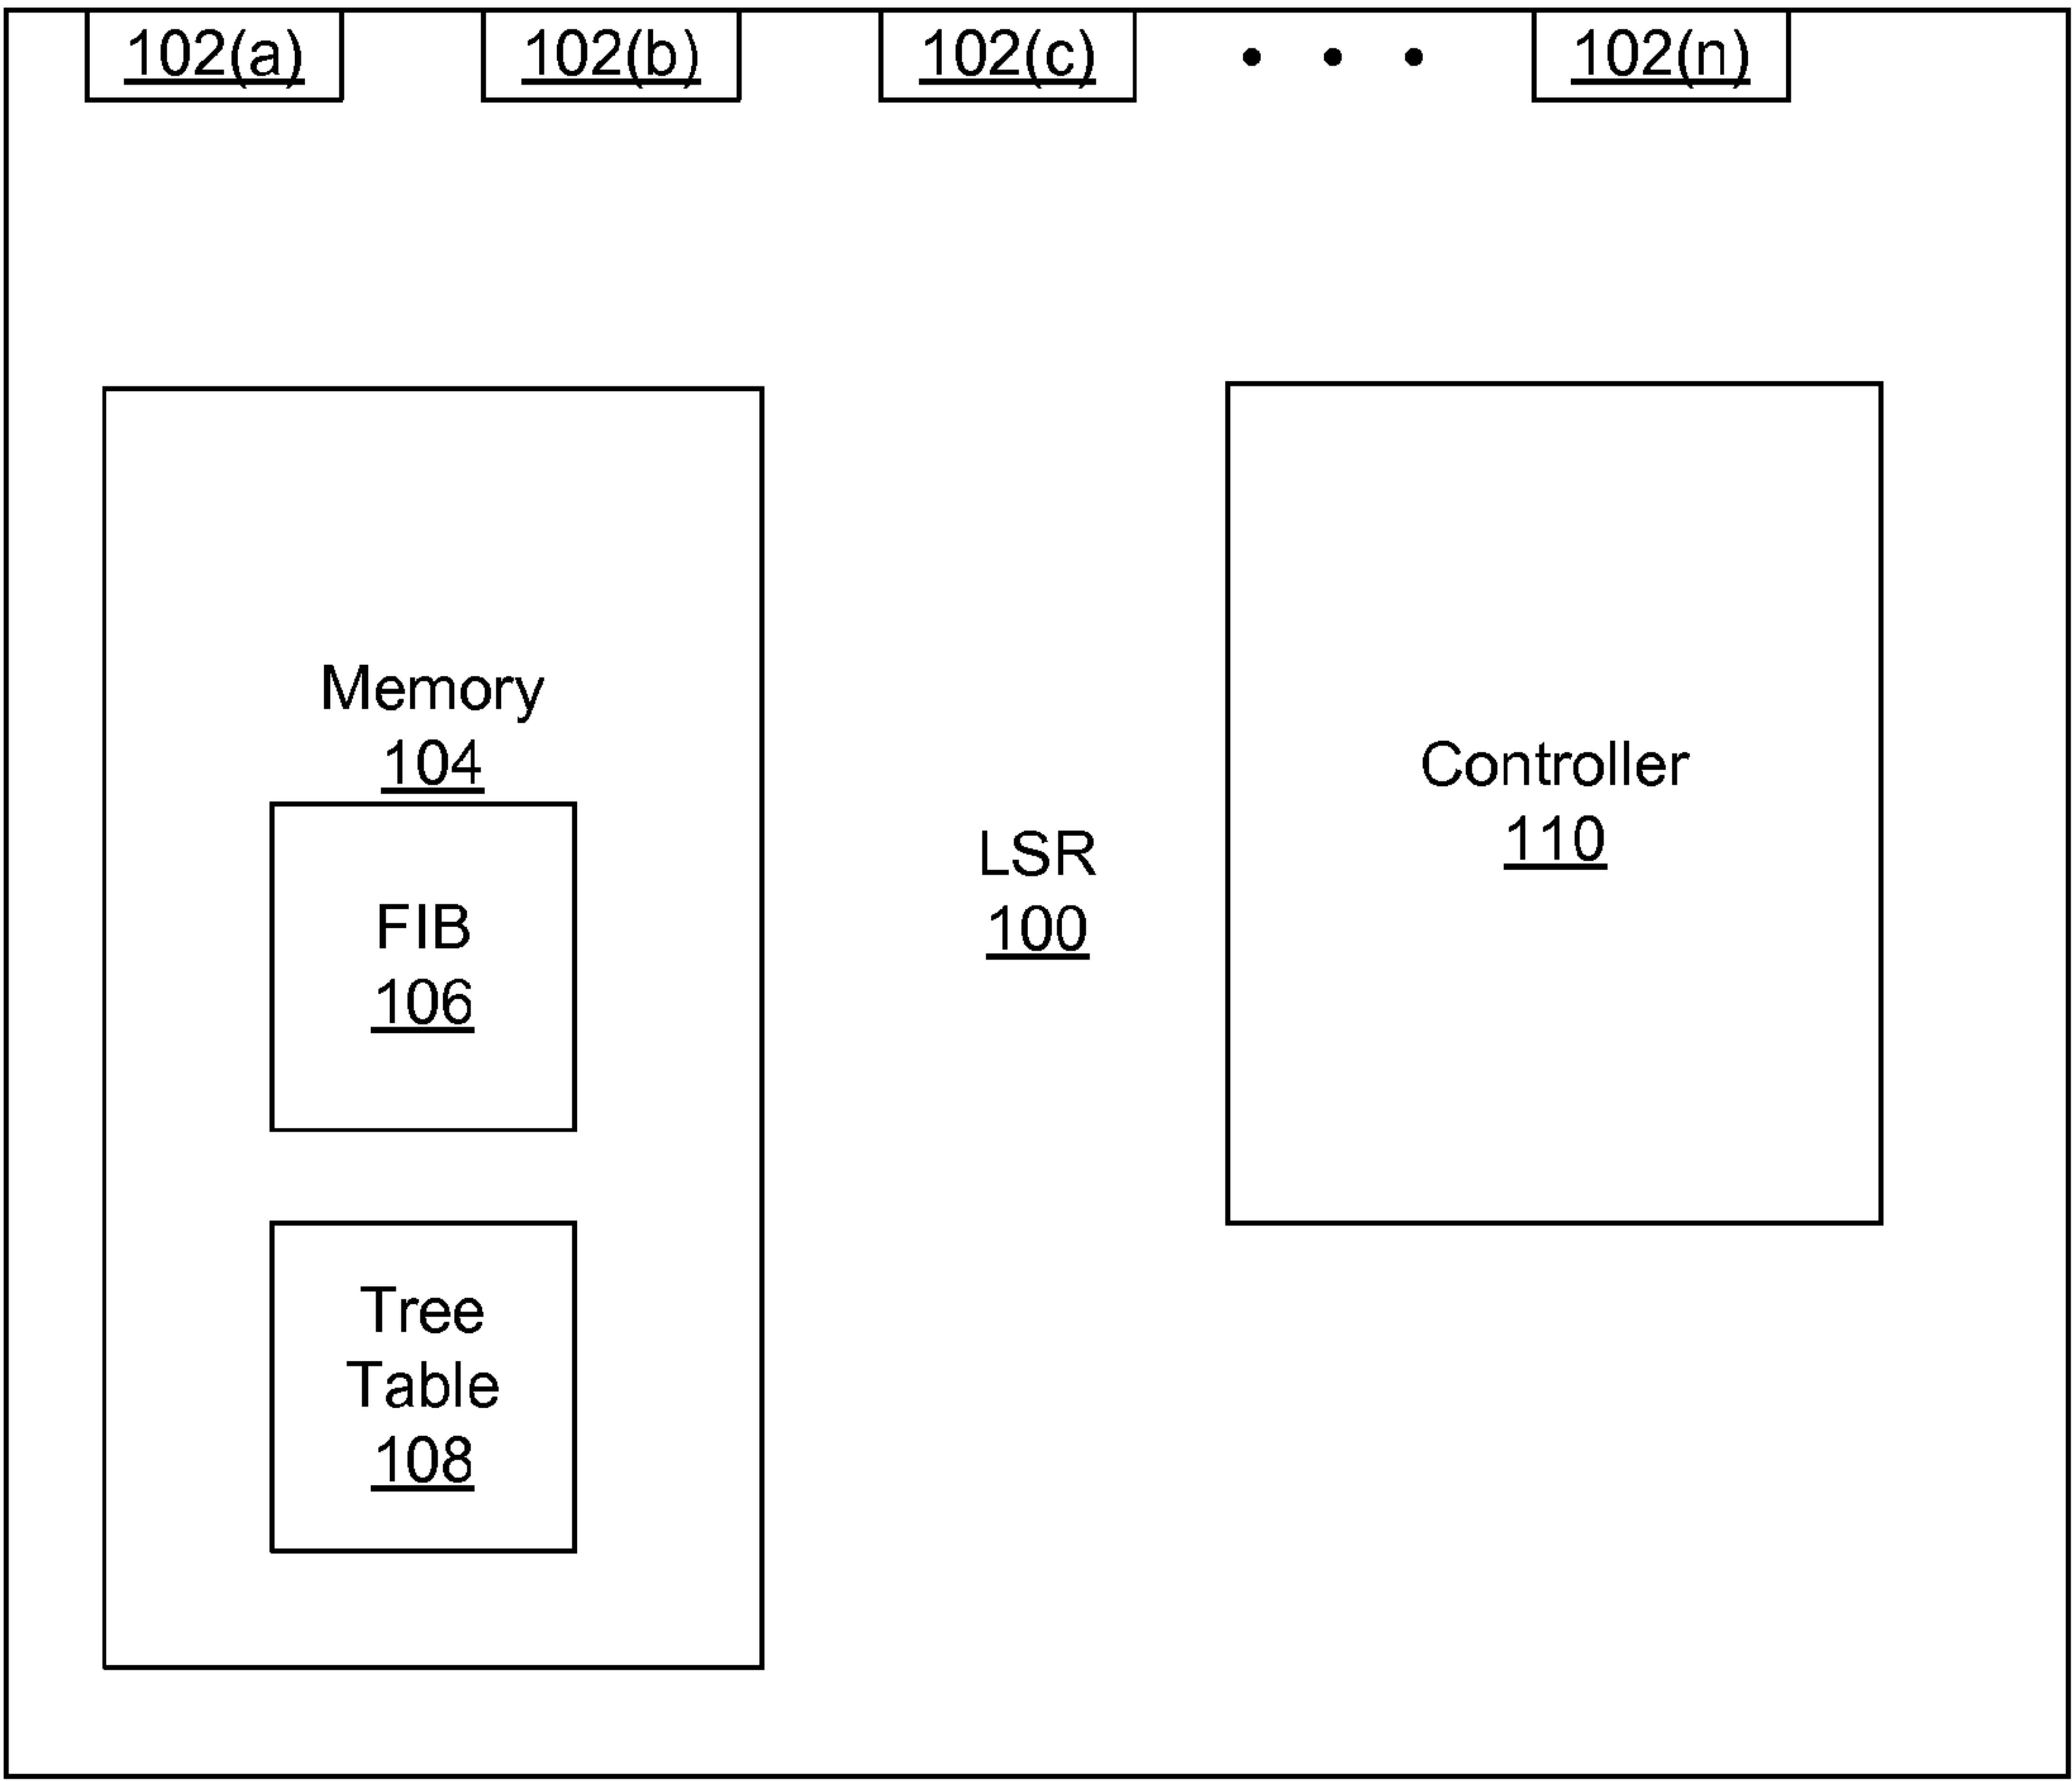 102(a)
102(b)
102(c)
• • •
102(n)
Memory
104
FIB
106
Tree
Table
108
LSR
100
Controller
110